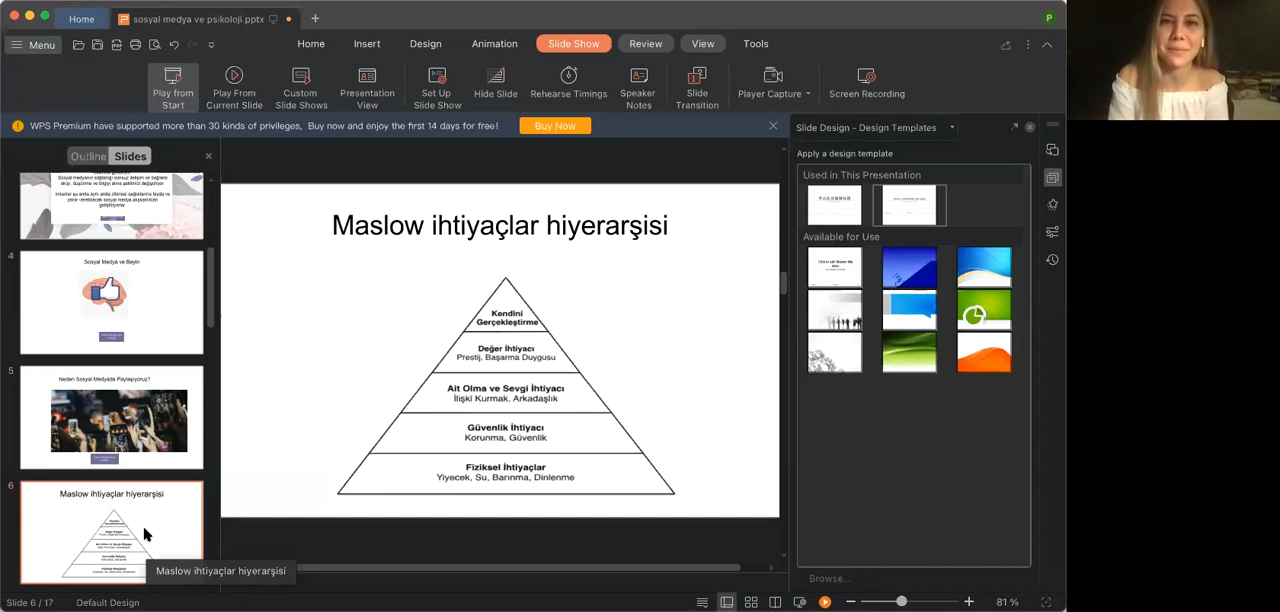 Home
sosyal medya ve psikoloji.pptx
P
Menu
Home
Insert
Design
Animation
Slide Show
Review
View
Tools
Play from
Start
Play From
Current Slide
Custom
Slide Shows
Presentation
View
Set Up
Slide Show
Hide Slide
Rehearse Timings
Speaker
Notes
Slide
Transition
Player Capture
Screen Recording
WPS Premium have supported more than 30 kinds of privileges, Buy now and enjoy the first 14 days for free!
Buy Now
Outline
Slides
Sosyal medyanın sağladığı sonsuz iletişim ve bağlantı
4
Sosyal Medya ve Beyin
5
Neden Sosyal Medyada Paylaşıyoruz?
6
Maslow ihtiyaçlar hiyerarşisi
Maslow ihtiyaçlar hiyerarşisi
Maslow ihtiyaçlar hiyerarşisi
Kendini
Gerçekleştirme
Değer İhtiyacı
Prestij, Başarma Duygusu
Ait Olma ve Sevgi İhtiyacı
İlişki Kurmak, Arkadaşlık
Güvenlik İhtiyacı
Korunma, Güvenlik
Fiziksel İhtiyaçlar
Yiyecek, Su, Barınma, Dinlenme
Slide Design - Design Templates
Apply a design template
Used in This Presentation
Available for Use
Browse...
Slide 6 / 17
Default Design
81 %